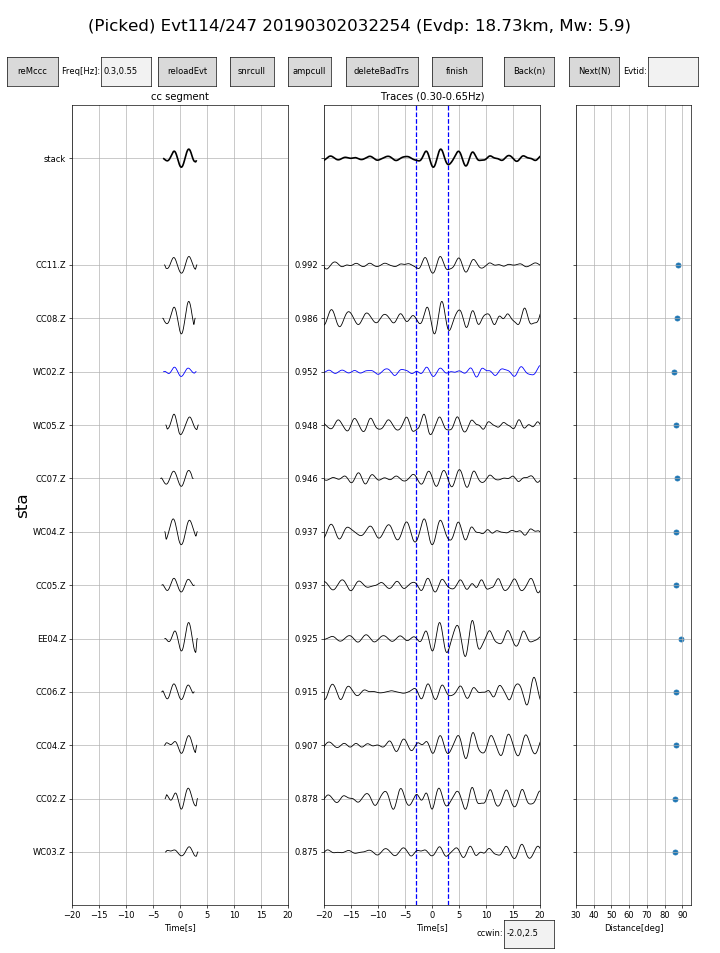 (Picked) Evt114/247 20190302032254 (Evdp: 18.73km, Mw: 5.9)
reMccc Freq[Hz]: 0.3,0.55 reloadEvt snrcull ampcull deleteBadTrs finish Back(n) Next(N) Evtid:
cc segment Traces (0.30-0.65Hz)
stack
CC11.Z 0.992
CC08.Z 0.986
WC02.Z 0.952
WC05.Z 0.948
CC07.Z 0.946
sta
WC04.Z 0.937
CC05.Z 0.937
EE04.Z 0.925
CC06.Z 0.915
CC04.Z 0.907
CC02.Z 0.878
WC03.Z 0.875
−20 −15 −10 −5 0 5 10 15 20 −20 −15 −10 −5 0 5 10 15 20 30 40 50 60 70 80 90
Time[s] Time[s] Distance[deg]
ccwin: -2.0,2.5